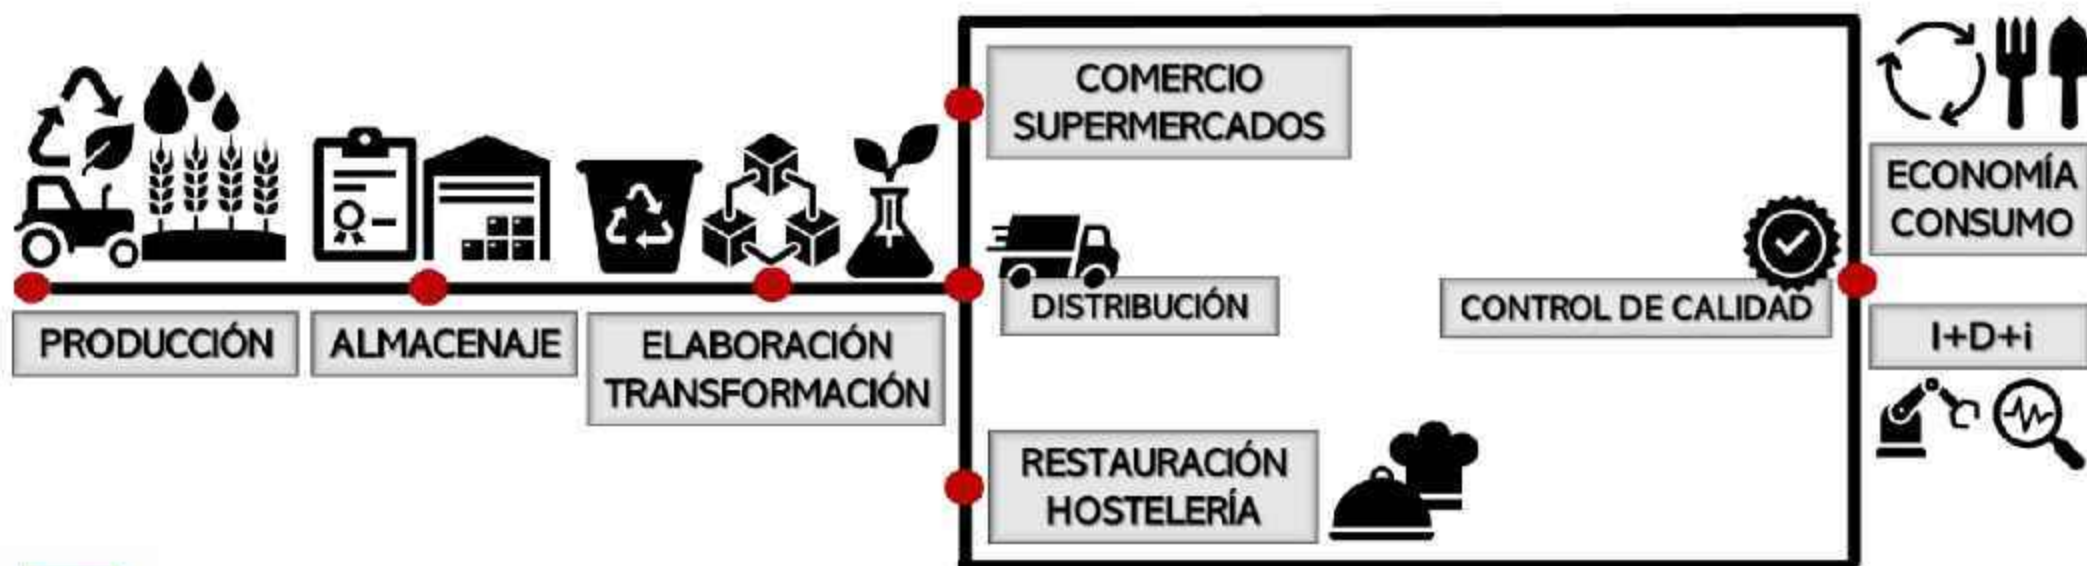 PRODUCCIÓN
ALMACENAJE
ELABORACIÓN
TRANSFORMACIÓN
COMERCIO
SUPERMERCADOS
DISTRIBUCIÓN
RESTAURACIÓN
HOSTELERÍA
CONTROL DE CALIDAD
ECONOMÍA
CONSUMO
I+D+i